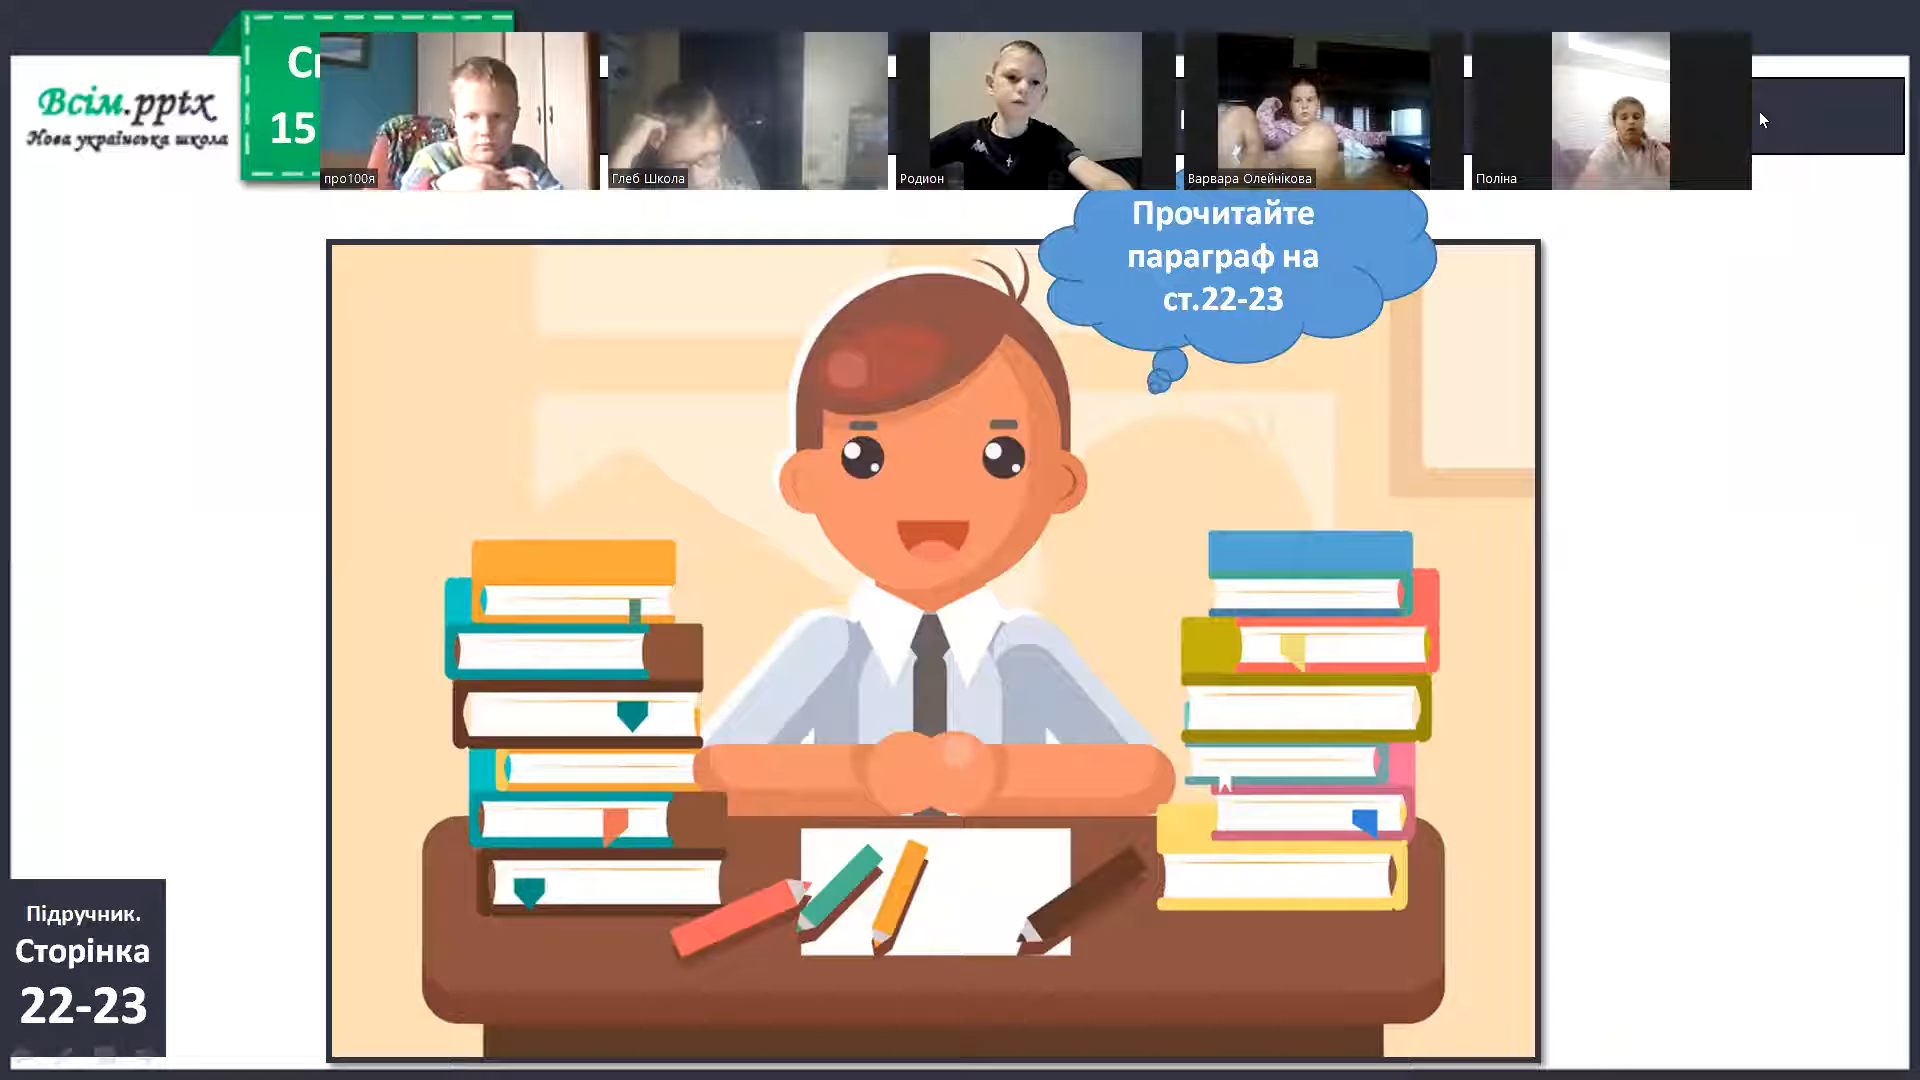 Всім.pptx
Нова українська школа
15
про100я
Глеб Школа
Родион
Варвара Олейнікова
Поліна
Прочитайте
параграф на
ст.22-23
Підручник.
Сторінка
22-23